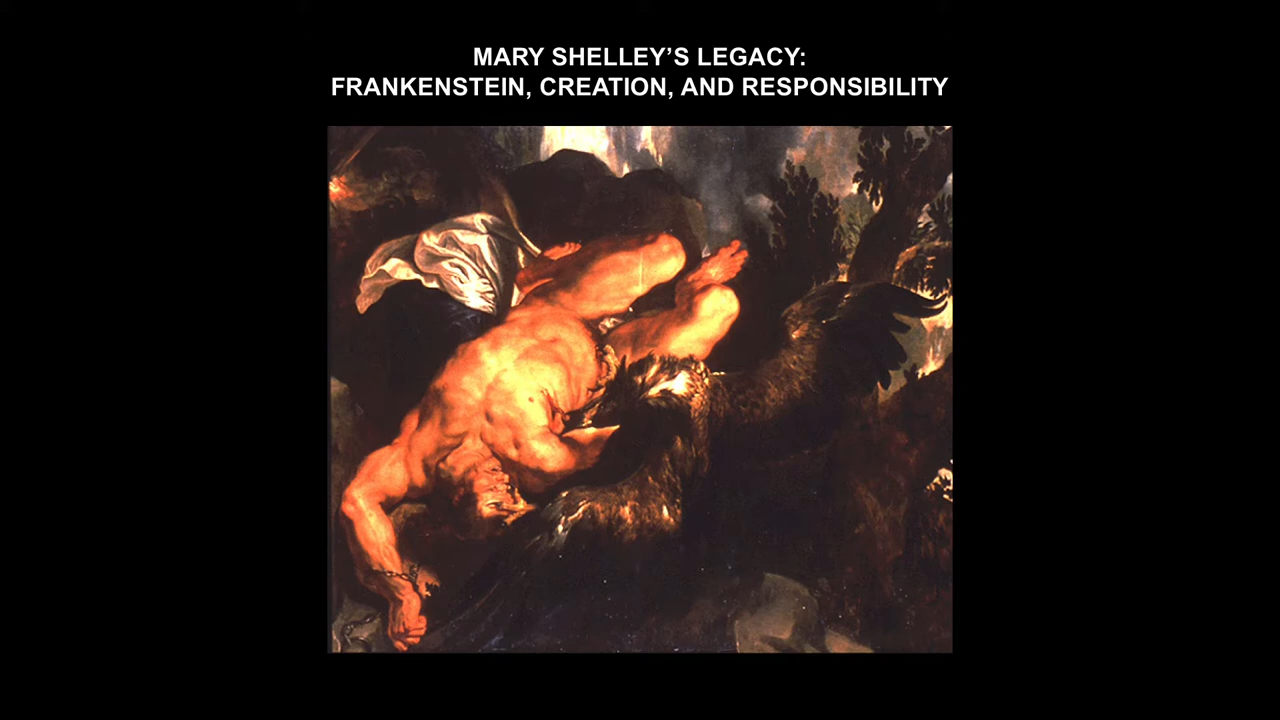 MARY SHELLEY’S LEGACY:
FRANKENSTEIN, CREATION, AND RESPONSIBILITY